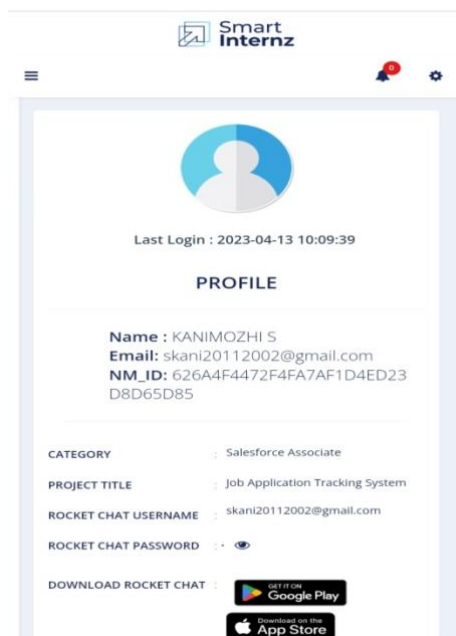 Smart
Internz
0
Last Login : 2023-04-13 10:09:39
PROFILE
Name : KANIMOZHI S
Email: skani20112002@gmail.com
NM_ID: 626A4F4472F4FA7AF1D4ED23
D8D65D85
CATEGORY : Salesforce Associate
PROJECT TITLE : Job Application Tracking System
ROCKET CHAT USERNAME : skani20112002@gmail.com
ROCKET CHAT PASSWORD : ·
DOWNLOAD ROCKET CHAT :
GET IT ON
Google Play
Download on the
App Store